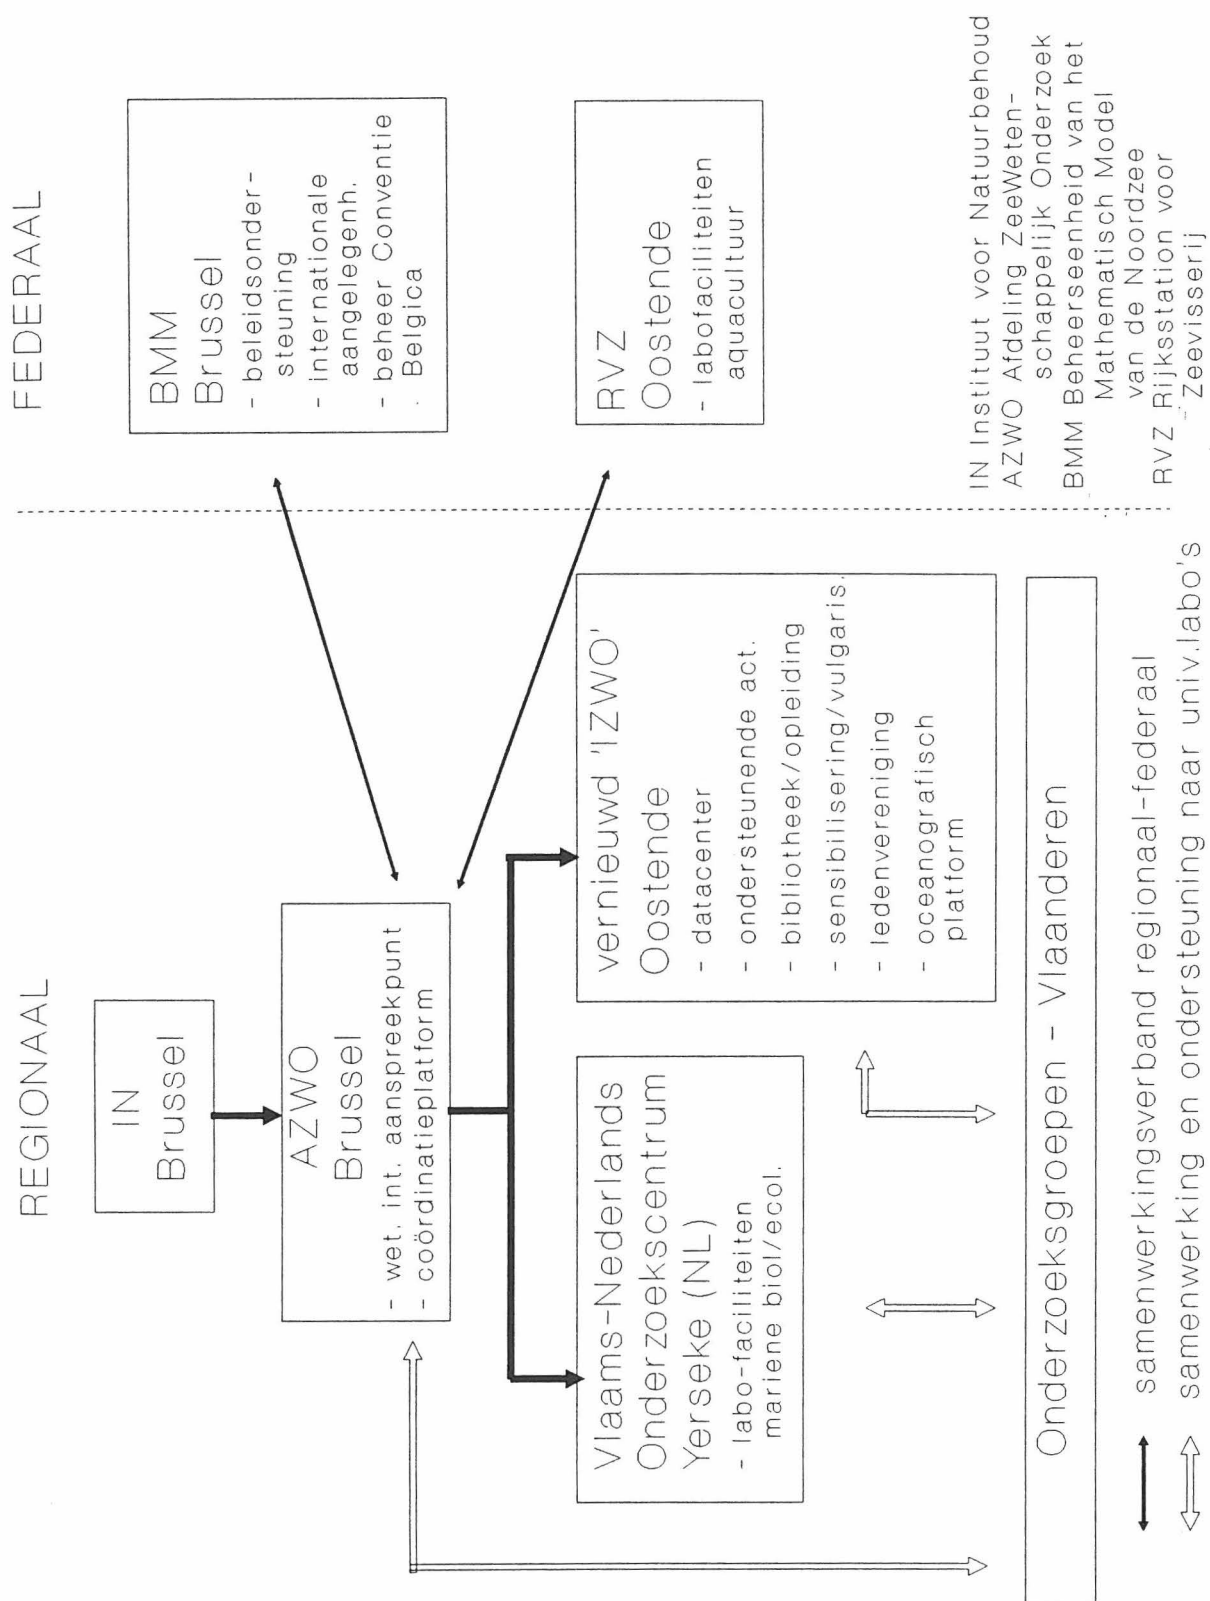 REGIONAAL
FEDERAAL
IN
Brussel
AZWO
Brussel
- wet. int. aanspreekpunt
- coördinatieplatform
Vlaams-Nederlands
Onderzoekscentrum
Yerseke (NL)
- labo-faciliteiten
mariene biol/ecol.
vernieuwd 'IZWO'
Oostende
- datacenter
- ondersteunende act.
- bibliotheek/opleiding
- sensibilisering/vulgaris.
- ledenvereniging
- oceanografisch
platform
Onderzoeksgroepen - Vlaanderen
BMM
Brussel
- beleidsonder-
steuning
- internationale
aangelegenh.
- beheer Conventie
Belgica
RVZ
Oostende
- labofaciliteiten
aquacultuur
IN Instituut voor Natuurbehoud
AZWO Afdeling ZeeWeten-
schappelijk Onderzoek
BMM Beheerseenheid van het
Mathematisch Model
van de Noordzee
RVZ Rijksstation voor
Zeevisserij
samenwerkingsverband regionaal-federaal
samenwerking en ondersteuning naar univ.labo's